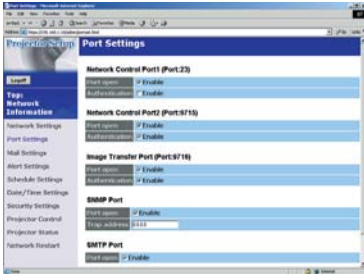 Port Settings
Projector Setup
Port Settings
Logoff
Top:
Network
Information
Network Settings
Port Settings
Mail Settings
Alert Settings
Schedule Settings
Date/Time Settings
Security Settings
Projector Control
Projector Status
Network Restart
Network Control Port1 (Port:23)
Port open Enable
Authentication Enable
Network Control Port2 (Port:9715)
Port open Enable
Authentication Enable
Image Transfer Port (Port:9716)
Port open Enable
Authentication Enable
SNMP Port
Port open Enable
Trap address
SMTP Port
Port open Enable